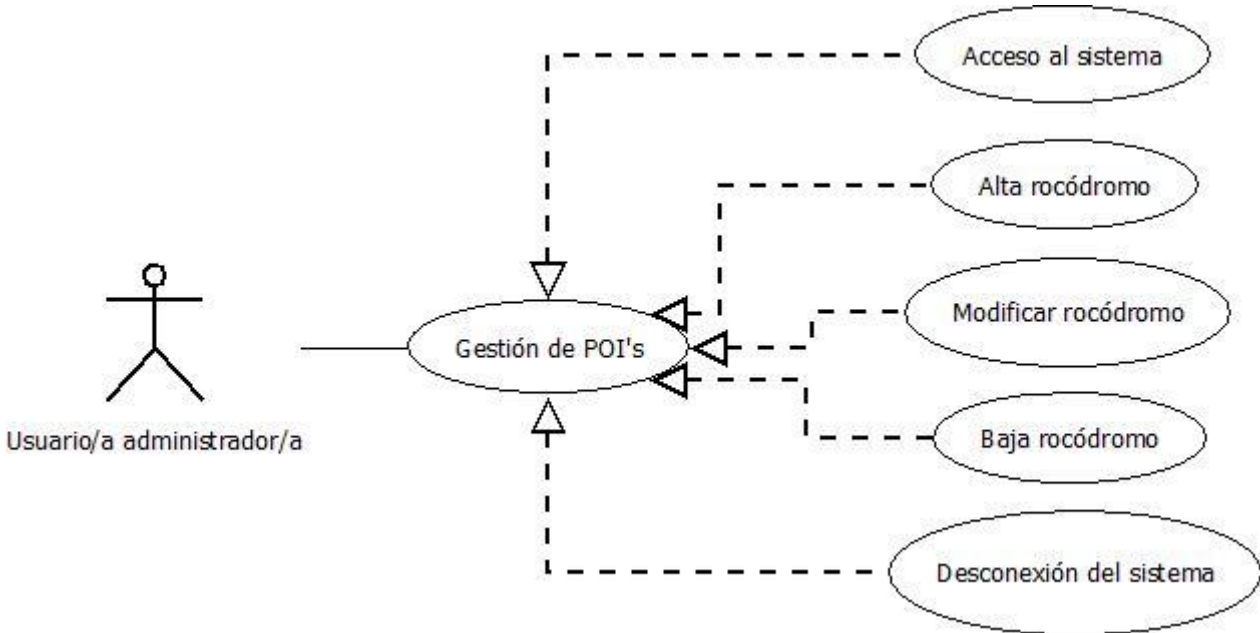 Acceso al sistema
Alta rocódromo
Modificar rocódromo
Gestión de POI's
Usuario/a administrador/a
Baja rocódromo
Desconexión del sistema